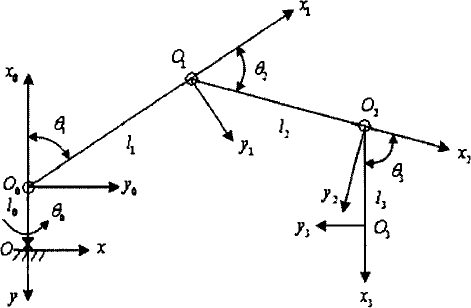 x₁
x₀
O₁
θ₂
θ₁
l₁
O₂
l₂
y₁
x₂
θ₃
O₀
y₀
y₂
l₃
l₀
θ₀
y₃
O₃
O
x
y
x₃